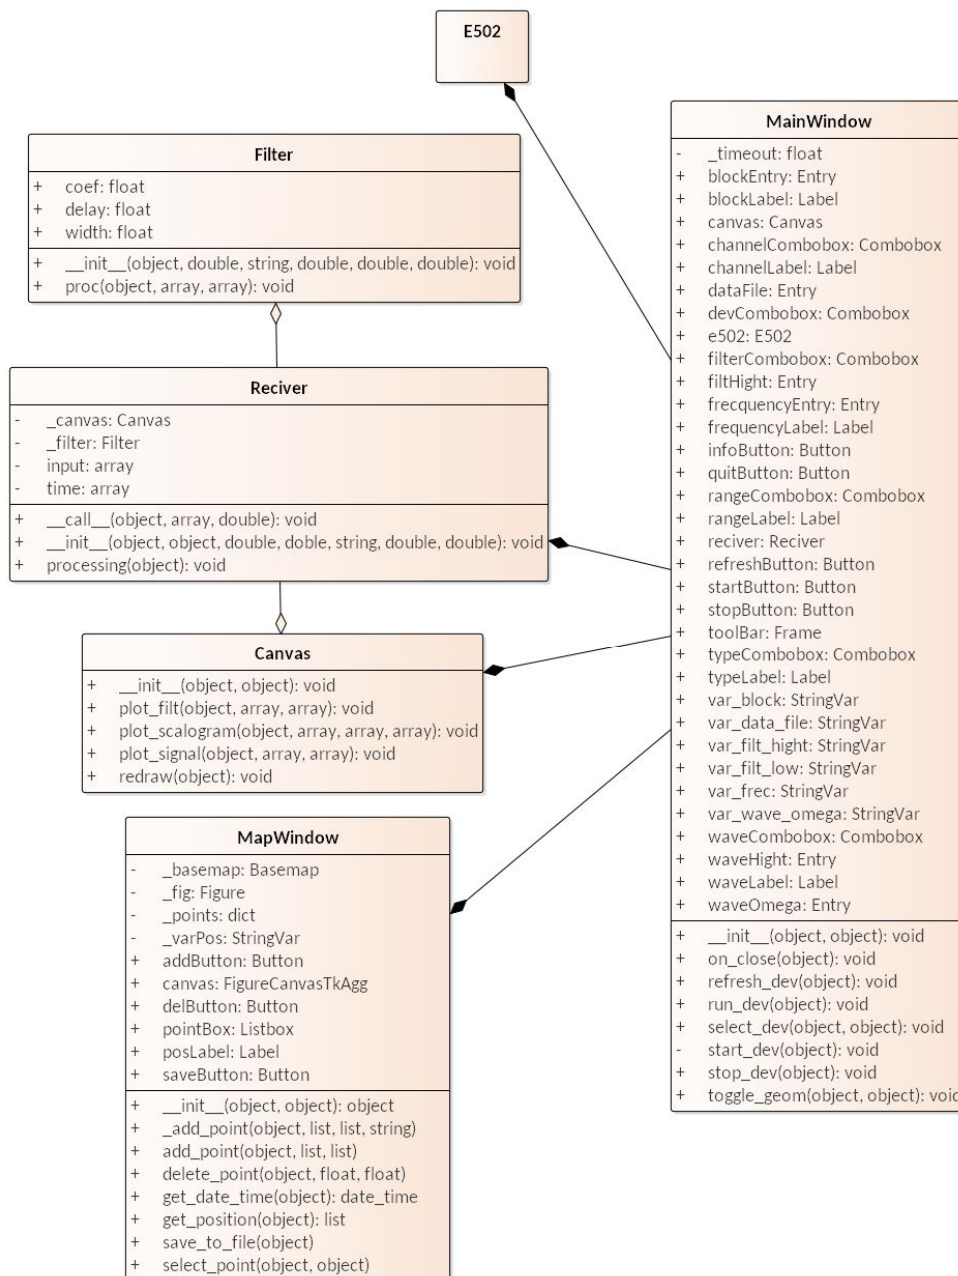 E502
Filter
+ coef: float
+ delay: float
+ width: float
+ __init__(object, double, string, double, double, double): void
+ proc(object, array, array): void
Reciver
- _canvas: Canvas
- _filter: Filter
- input: array
- time: array
+ __call__(object, array, double): void
+ __init__(object, object, double, doble, string, double, double): void
+ processing(object): void
Canvas
+ __init__(object, object): void
+ plot_filt(object, array, array): void
+ plot_scalogram(object, array, array, array): void
+ plot_signal(object, array, array): void
+ redraw(object): void
MapWindow
- _basemap: Basemap
- _fig: Figure
- _points: dict
- _varPos: StringVar
+ addButton: Button
+ canvas: FigureCanvasTkAgg
+ delButton: Button
+ pointBox: Listbox
+ posLabel: Label
+ saveButton: Button
+ __init__(object, object): object
+ _add_point(object, list, list, string)
+ add_point(object, list, list)
+ delete_point(object, float, float)
+ get_date_time(object): date_time
+ get_position(object): list
+ save_to_file(object)
+ select_point(object, object)
MainWindow
- _timeout: float
+ blockEntry: Entry
+ blockLabel: Label
+ canvas: Canvas
+ channelCombobox: Combobox
+ channelLabel: Label
+ dataFile: Entry
+ devCombobox: Combobox
+ e502: E502
+ filterCombobox: Combobox
+ filtHight: Entry
+ frecquencyEntry: Entry
+ frequencyLabel: Label
+ infoButton: Button
+ quitButton: Button
+ rangeCombobox: Combobox
+ rangeLabel: Label
+ reciver: Reciver
+ refreshButton: Button
+ startButton: Button
+ stopButton: Button
+ toolBar: Frame
+ typeCombobox: Combobox
+ typeLabel: Label
+ var_block: StringVar
+ var_data_file: StringVar
+ var_filt_hight: StringVar
+ var_filt_low: StringVar
+ var_frec: StringVar
+ var_wave_omega: StringVar
+ waveCombobox: Combobox
+ waveHight: Entry
+ waveLabel: Label
+ waveOmega: Entry
+ __init__(object, object): void
+ on_close(object): void
+ refresh_dev(object): void
+ run_dev(object): void
+ select_dev(object, object): void
- start_dev(object): void
+ stop_dev(object): void
+ toggle_geom(object, object): void